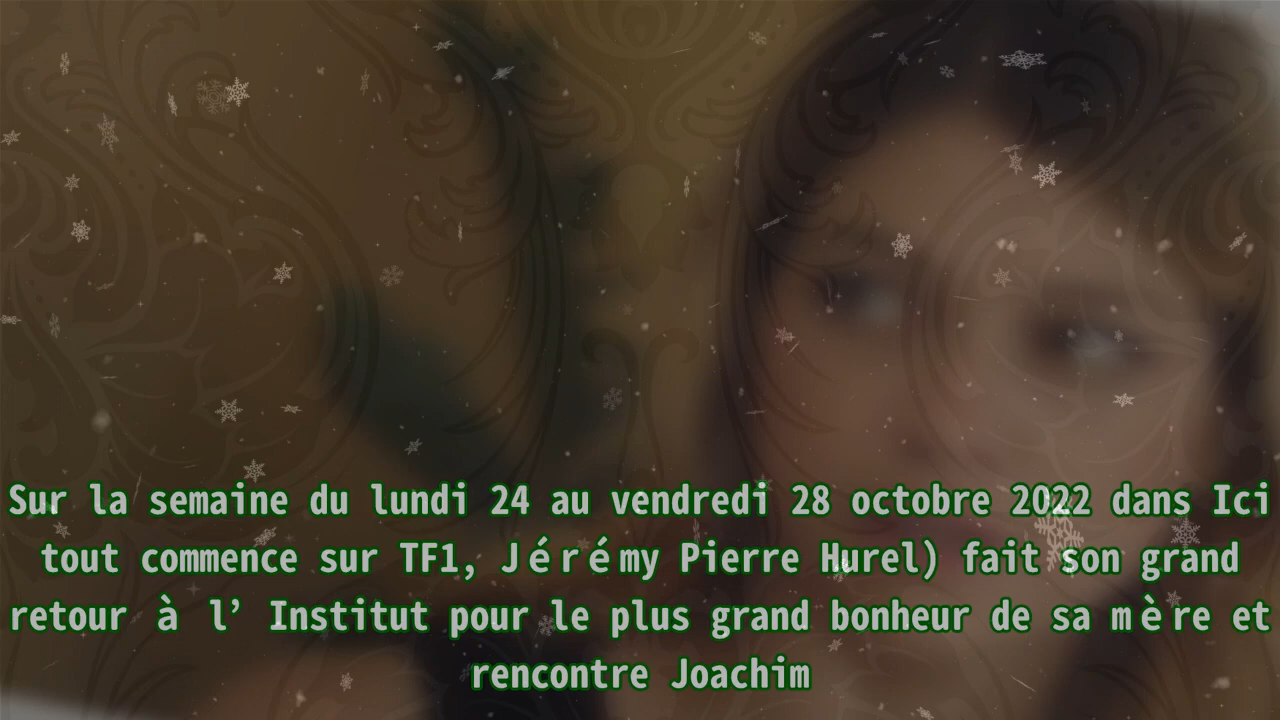 Sur la semaine du lundi 24 au vendredi 28 octobre 2022 dans Ici
tout commence sur TF1, Jérémy Pierre Hurel) fait son grand
retour à l’ Institut pour le plus grand bonheur de sa mère et
rencontre Joachim